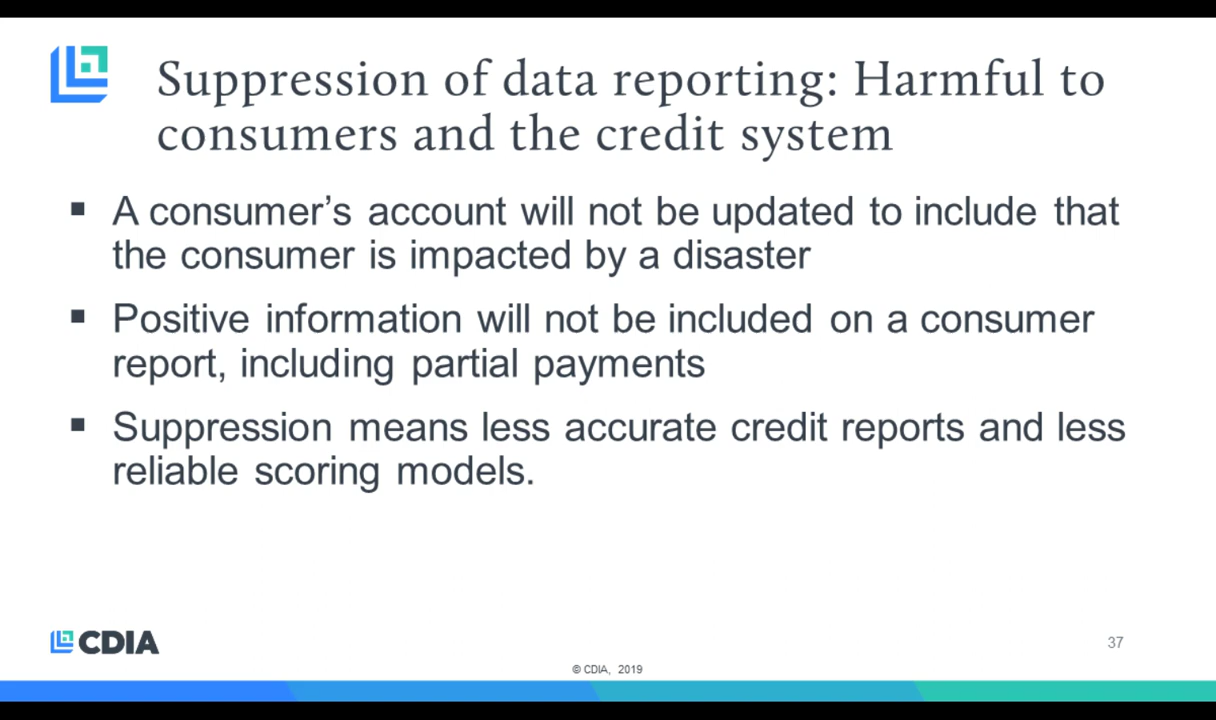 Suppression of data reporting: Harmful to
consumers and the credit system
▪ A consumer’s account will not be updated to include that
the consumer is impacted by a disaster
▪ Positive information will not be included on a consumer
report, including partial payments
▪ Suppression means less accurate credit reports and less
reliable scoring models.
CDIA
37
© CDIA, 2019